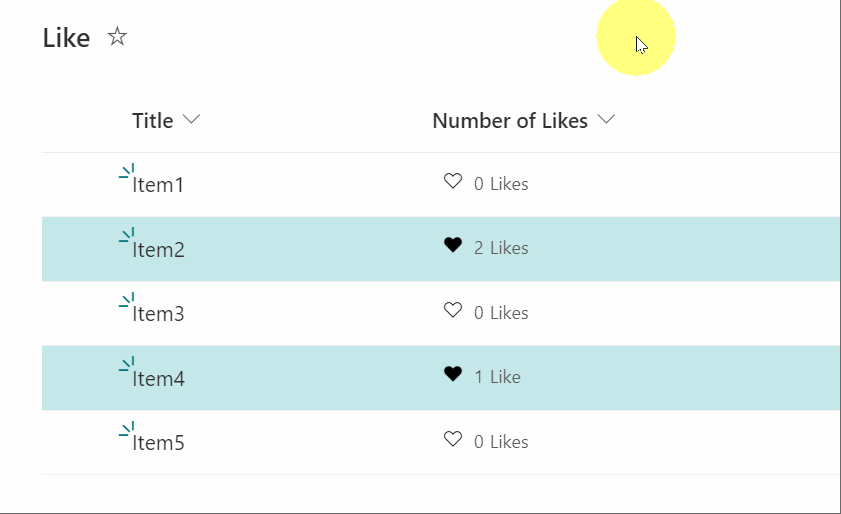 Like
Title Number of Likes
Item1 0 Likes
Item2 2 Likes
Item3 0 Likes
Item4 1 Like
Item5 0 Likes